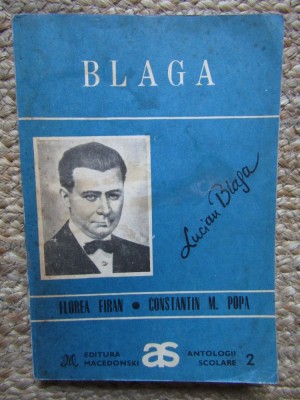 BLAGA
Lucian Blaga
FLOREA FIRAN • CONSTANTIN M. POPA
EDITURA MACEDONSKI
as
ANTOLOGII ȘCOLARE 2